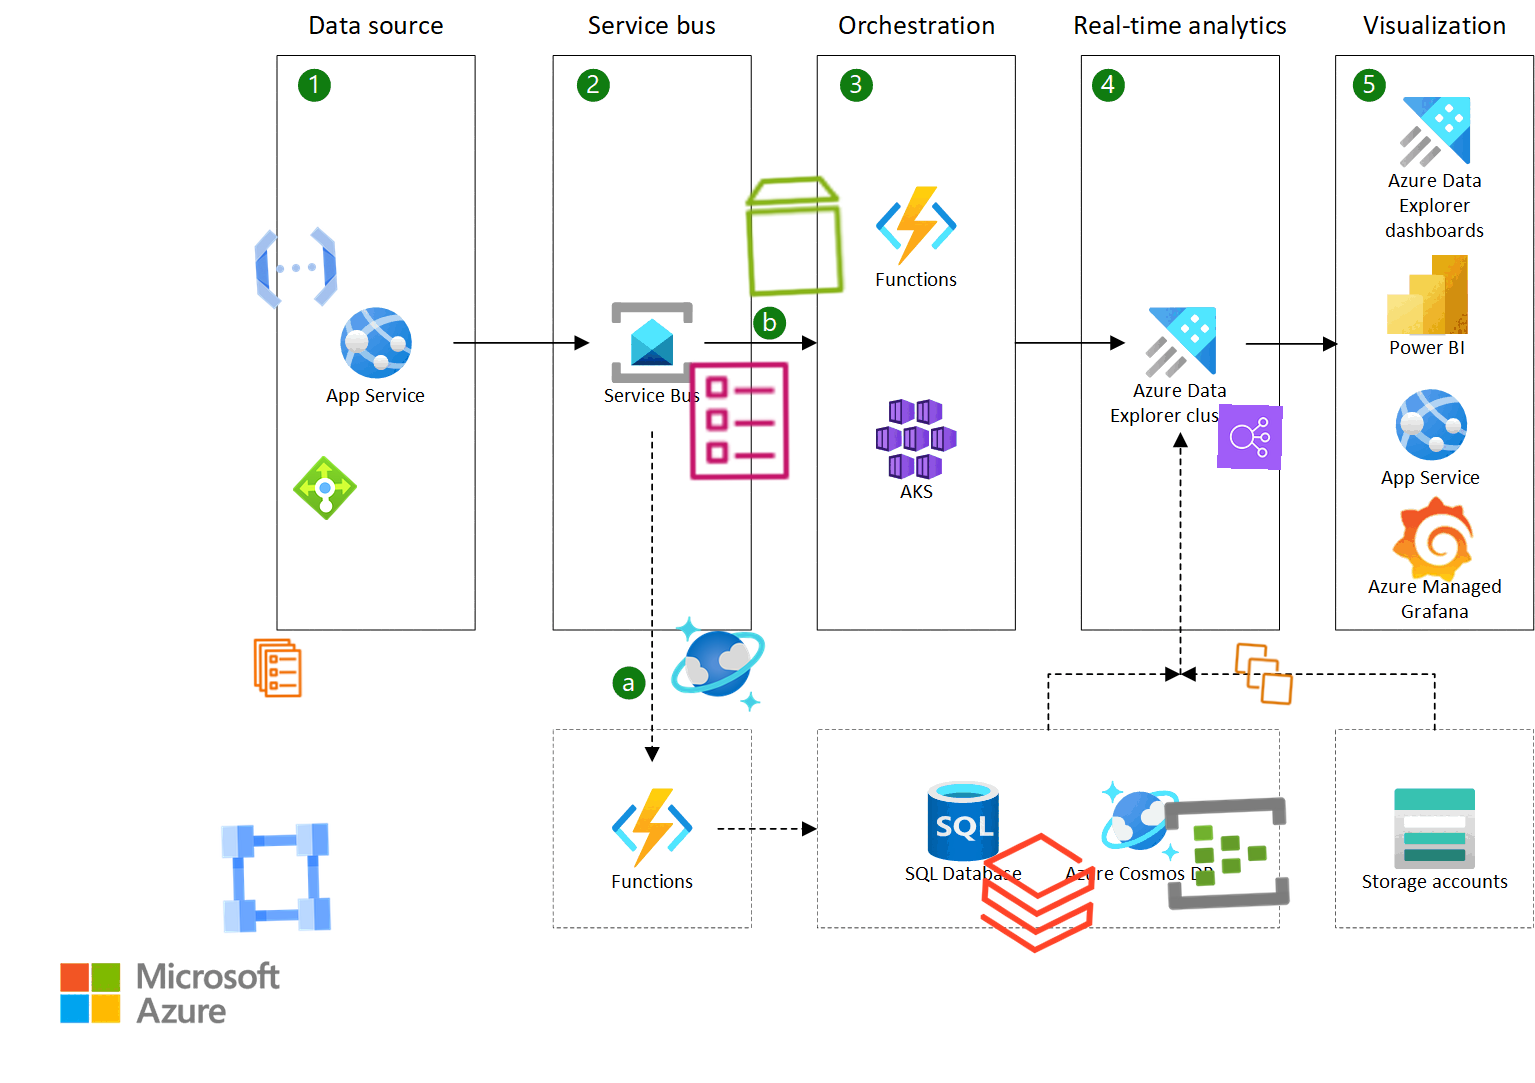 Data source
Service bus
Orchestration
Real-time analytics
Visualization
1
2
3
4
5
Azure Data
Explorer
dashboards
Functions
b
Power BI
App Service
Service Bus
Azure Data
Explorer clus
AKS
App Service
Azure Managed
Grafana
a
SQL
Functions
SQL Database
Azure Cosmos DB
Storage accounts
Microsoft
Azure